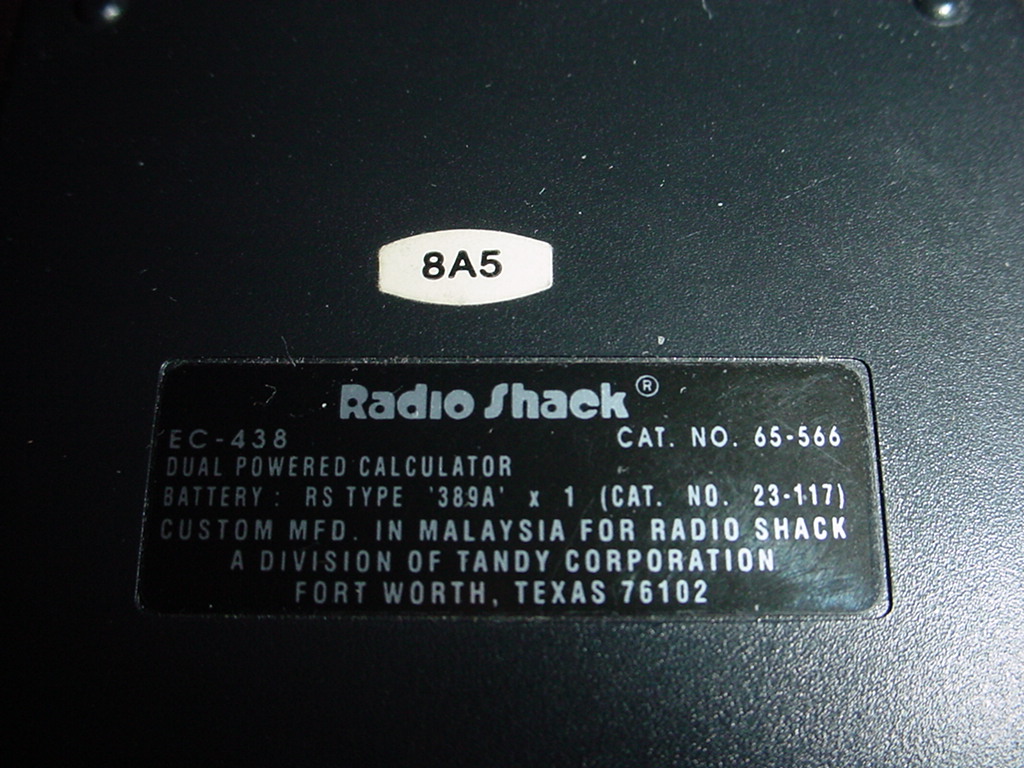 8A5
Radio Shack®
EC-438 CAT. NO. 65-566
DUAL POWERED CALCULATOR
BATTERY: RS TYPE '389A' x 1 (CAT. NO. 23-117)
CUSTOM MFD. IN MALAYSIA FOR RADIO SHACK
A DIVISION OF TANDY CORPORATION
FORT WORTH, TEXAS 76102